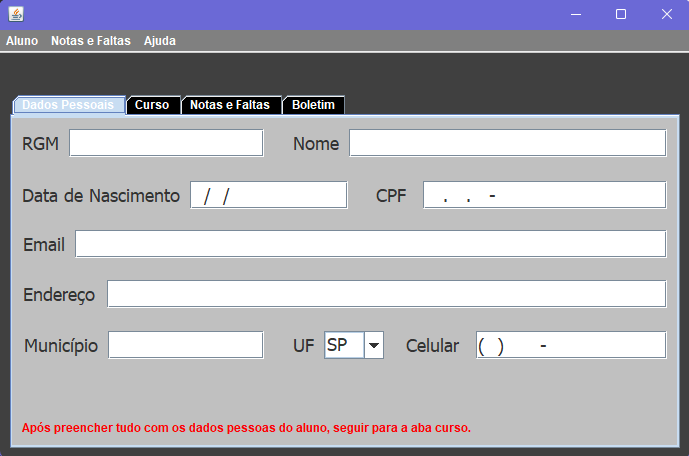 Aluno Notas e Faltas Ajuda
Dados Pessoais Curso Notas e Faltas Boletim
RGM Nome
Data de Nascimento / / CPF . . -
Email
Endereço
Município UF SP Celular ( ) -
Após preencher tudo com os dados pessoas do aluno, seguir para a aba curso.